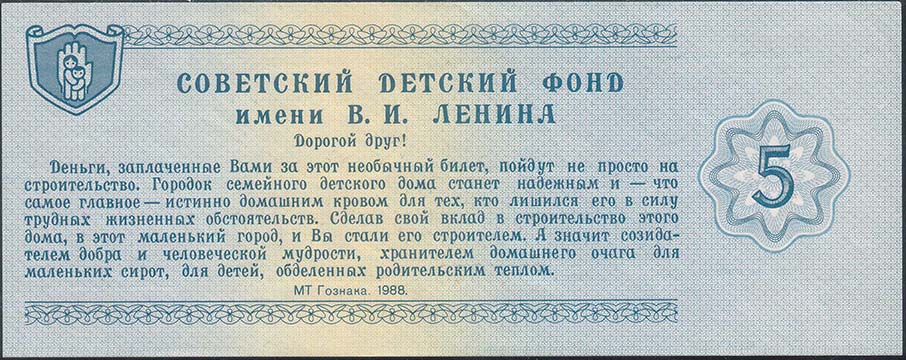 СОВЕТСКИЙ ДЕТСКИЙ ФОНД
имени В. И. ЛЕНИНА
Дорогой друг!
Деньги, заплаченные Вами за этот необычный билет, пойдут не просто на
строительство. Городок семейного детского дома станет надежным и — что
самое главное — истинно домашним кровом для тех, кто лишился его в силу
трудных жизненных обстоятельств. Сделав свой вклад в строительство этого
дома, в этот маленький город, и Вы стали его строителем. А значит созида-
телем добра и человеческой мудрости, хранителем домашнего очага для
маленьких сирот, для детей, обделенных родительским теплом.
МТ Гознака. 1988.
5